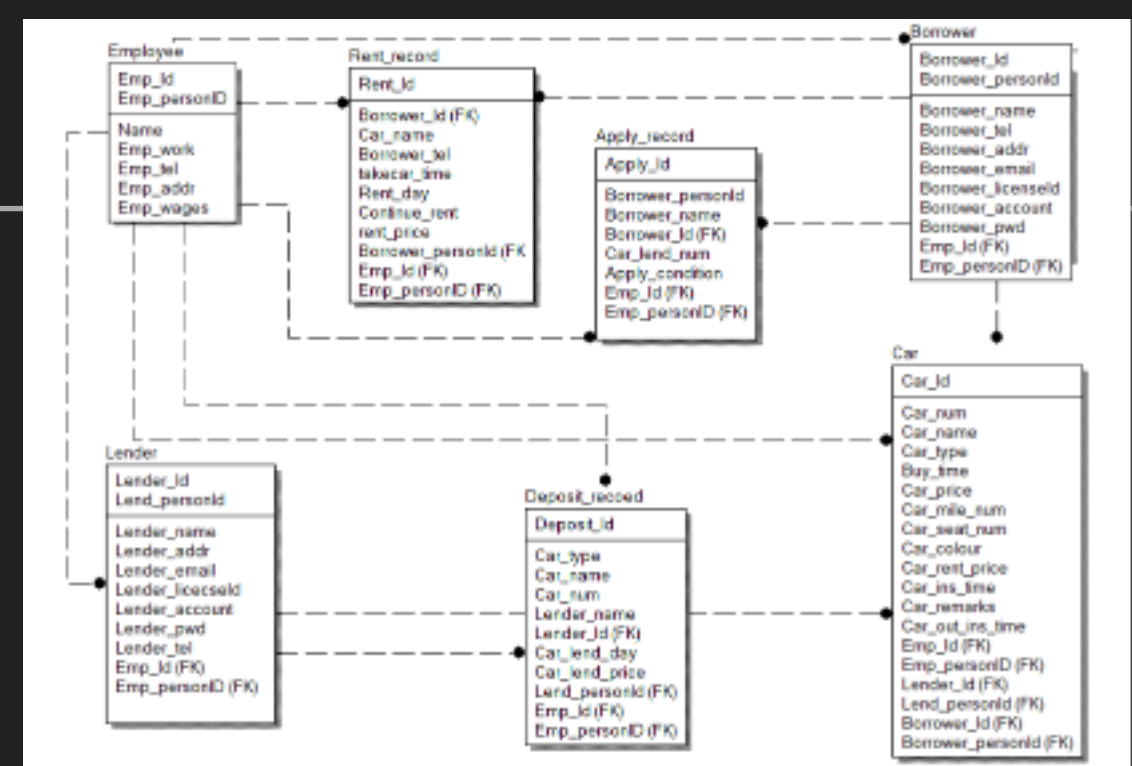 Employee
Emp_Id
Emp_personID
Name
Emp_work
Emp_tel
Emp_addr
Emp_wages
Rent_record
Rent_Id
Borrower_Id (FK)
Car_name
Borrower_tel
takecar_time
Rent_day
Continue_rent
rent_price
Borrower_personId (FK
Emp_Id (FK)
Emp_personID (FK)
Apply_record
Apply_Id
Borrower_personId
Borrower_name
Borrower_Id (FK)
Car_lend_num
Apply_condition
Emp_Id (FK)
Emp_personID (FK)
Borrower
Borrower_Id
Borrower_personId
Borrower_name
Borrower_tel
Borrower_addr
Borrower_email
Borrower_licenseId
Borrower_account
Borrower_pwd
Emp_Id (FK)
Emp_personID (FK)
Lender
Lender_Id
Lend_personId
Lender_name
Lender_addr
Lender_email
Lender_licecseId
Lender_account
Lender_pwd
Lender_tel
Emp_Id (FK)
Emp_personID (FK)
Deposit_recoed
Deposit_Id
Car_type
Car_name
Car_num
Lender_name
Lender_Id (FK)
Car_lend_day
Car_lend_price
Lend_personId (FK)
Emp_Id (FK)
Emp_personID (FK)
Car
Car_Id
Car_num
Car_name
Car_type
Buy_time
Car_price
Car_mile_num
Car_seat_num
Car_colour
Car_rent_price
Car_ins_time
Car_remarks
Car_out_ins_time
Emp_Id (FK)
Emp_personID (FK)
Lender_Id (FK)
Lend_personId (FK)
Borrower_Id (FK)
Borrower_personId (FK)